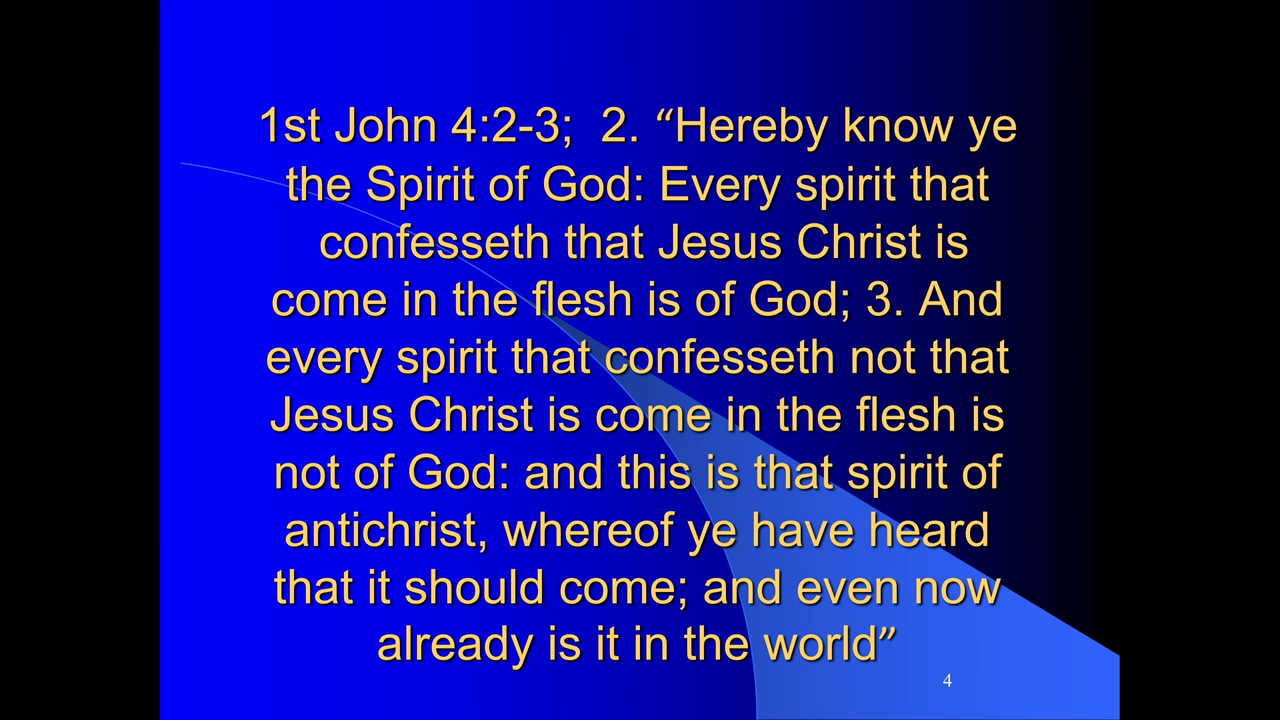 1st John 4:2-3;  2. “Hereby know ye
the Spirit of God: Every spirit that
confesseth that Jesus Christ is
come in the flesh is of God; 3. And
every spirit that confesseth not that
Jesus Christ is come in the flesh is
not of God: and this is that spirit of
antichrist, whereof ye have heard
that it should come; and even now
already is it in the world”
4